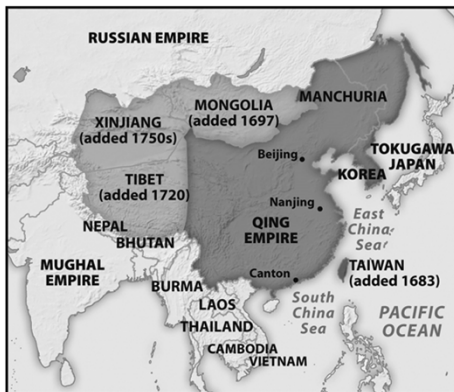 RUSSIAN EMPIRE
XINJIANG
(added 1750s)
MONGOLIA
(added 1697)
MANCHURIA
TIBET
(added 1720)
Beijing
KOREA
TOKUGAWA
JAPAN
Nanjing
NEPAL
BHUTAN
QING
EMPIRE
East
China
Sea
MUGHAL
EMPIRE
BURMA
Canton
TAIWAN
(added 1683)
LAOS
South
China
Sea
PACIFIC
OCEAN
THAILAND
CAMBODIA
VIETNAM